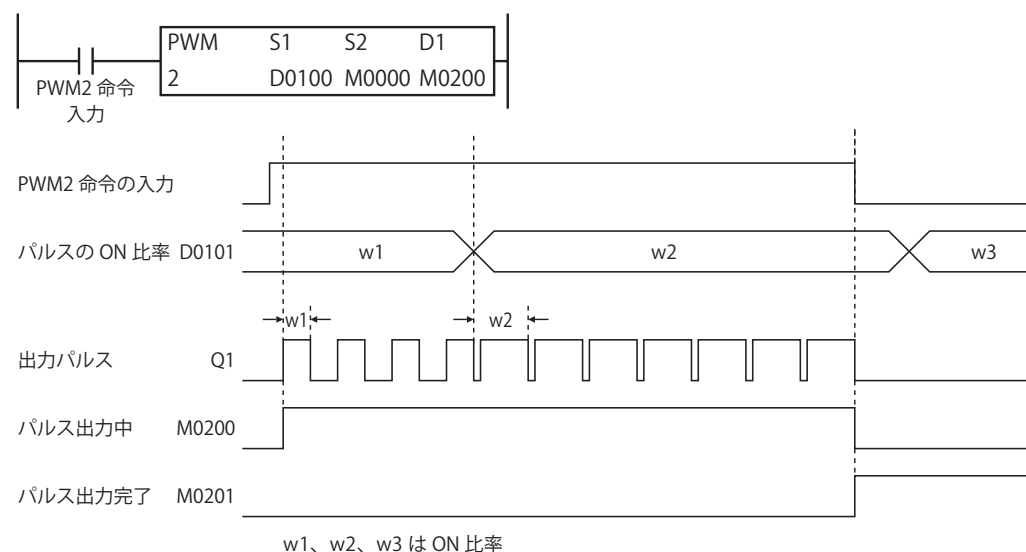 PWM S1 S2 D1
2 D0100 M0000 M0200
PWM2 命令
入力
PWM2 命令の入力
パルスの ON 比率 D0101 w1 w2 w3
w1 w2
出力パルス Q1
パルス出力中 M0200
パルス出力完了 M0201
w1、w2、w3 は ON 比率